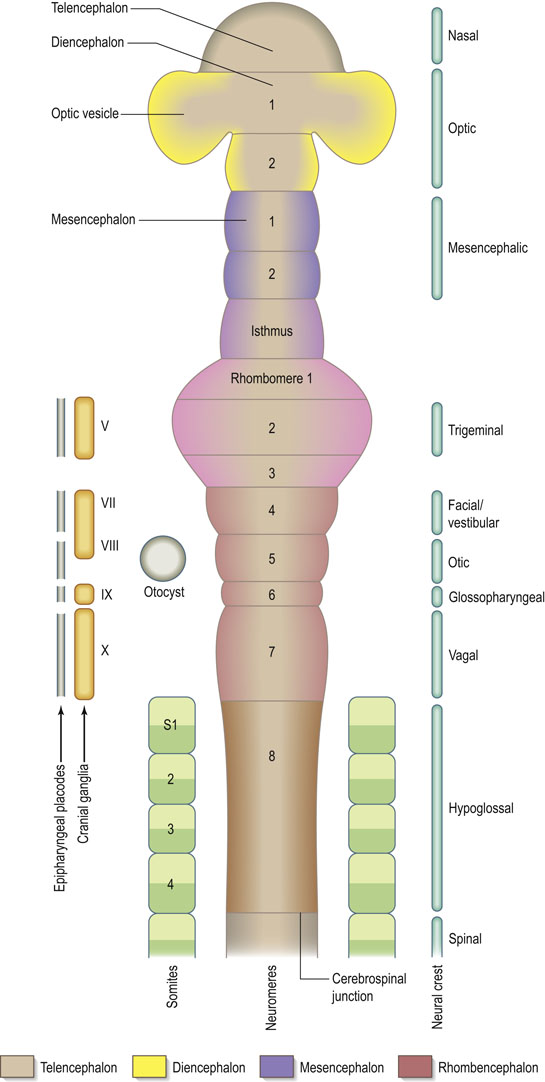 Telencephalon
Diencephalon
Optic vesicle
1
2
Mesencephalon
1
2
Isthmus
Rhombomere 1
2
3
4
5
6
7
8
V
VII
VIII
IX
X
Otocyst
S1
2
3
4
Nasal
Optic
Mesencephalic
Trigeminal
Facial/
vestibular
Otic
Glossopharyngeal
Vagal
Hypoglossal
Spinal
Cerebrospinal
junction
Epipharyngeal placodes
Cranial ganglia
Somites
Neuromeres
Neural crest
Telencephalon
Diencephalon
Mesencephalon
Rhombencephalon